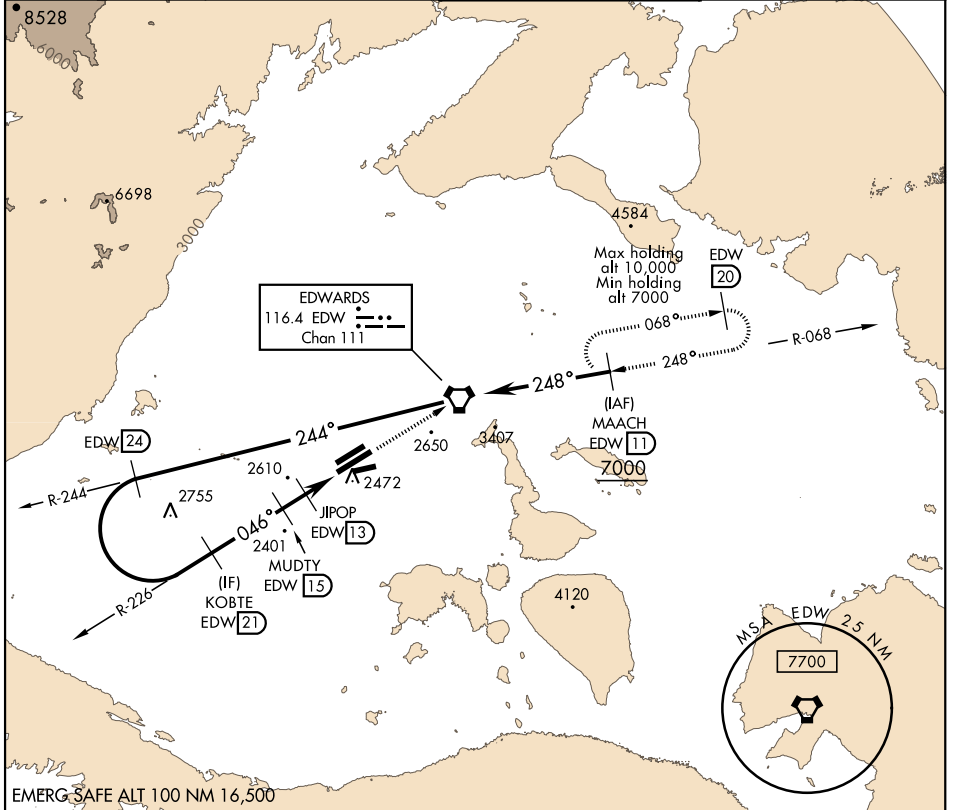 8528
6000
6698
3000
4584
Max holding
alt 10,000
Min holding
alt 7000
EDW
20
EDWARDS
116.4 EDW
Chan 111
068°
R-068
248°
248°
(IAF)
MAACH
EDW 11
7000
244°
2650
3407
EDW 24
R-244
2610
2472
2755
046°
JIPOP
EDW 13
2401
MUDTY
EDW 15
(IF)
KOBTE
EDW 21
R-226
4120
MSA EDW 25 NM
7700
EMERG SAFE ALT 100 NM 16,500